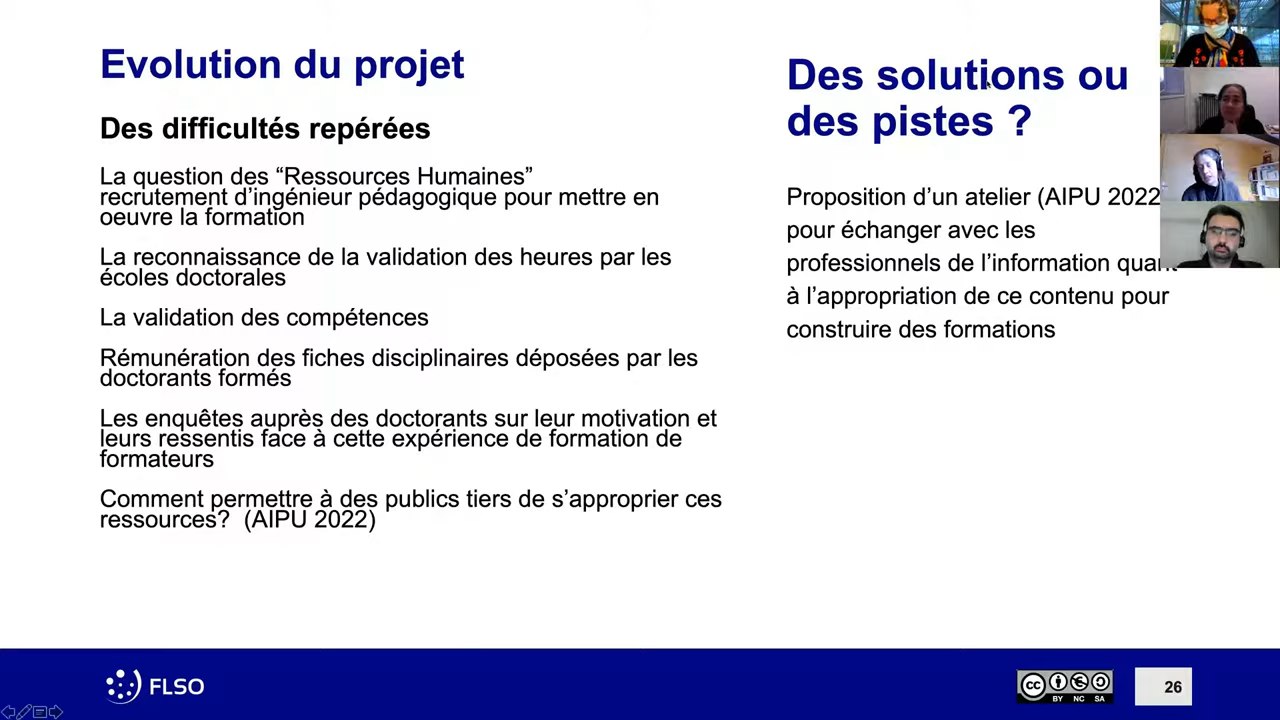 Evolution du projet
Des difficultés repérées
La question des “Ressources Humaines”
recrutement d’ingénieur pédagogique pour mettre en
oeuvre la formation
La reconnaissance de la validation des heures par les
écoles doctorales
La validation des compétences
Rémunération des fiches disciplinaires déposées par les
doctorants formés
Les enquêtes auprès des doctorants sur leur motivation et
leurs ressentis face à cette expérience de formation de
formateurs
Comment permettre à des publics tiers de s’approprier ces
ressources? (AIPU 2022)
Des solutions ou
des pistes ?
Proposition d’un atelier (AIPU 2022
pour échanger avec les
professionnels de l’information quant
à l’appropriation de ce contenu pour
construire des formations
FLSO
cc
BY NC SA
26